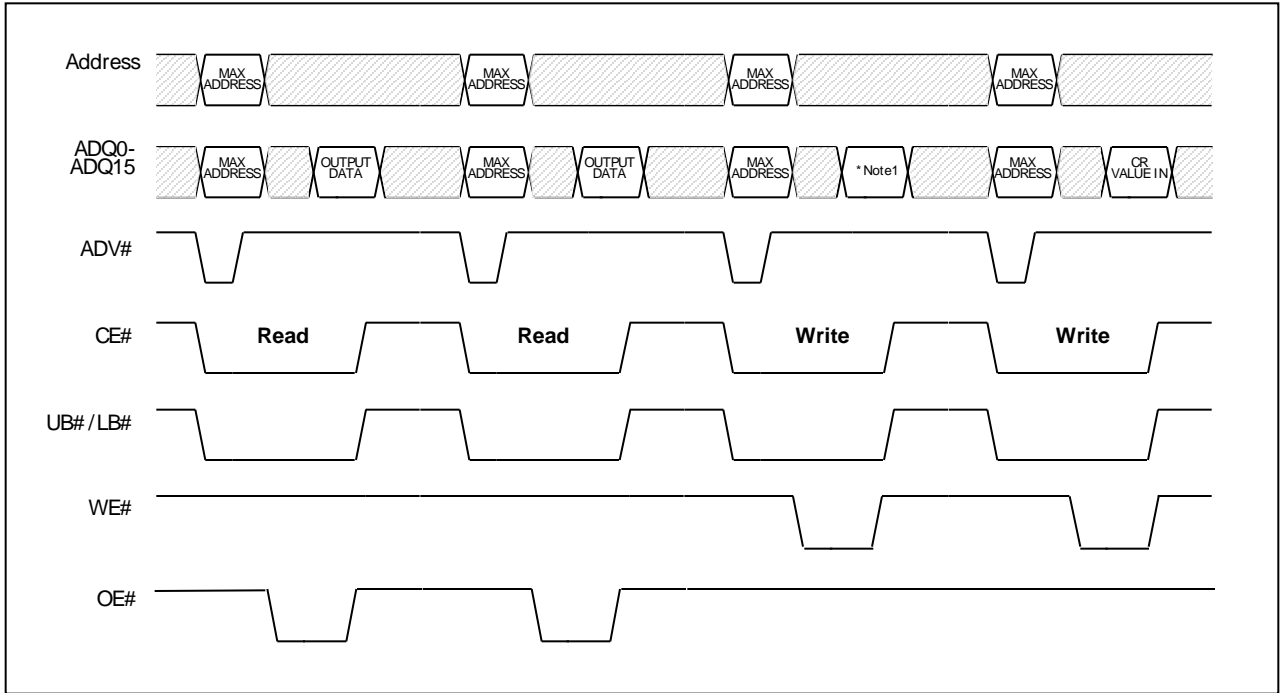 Address
MAX
ADDRESS
MAX
ADDRESS
MAX
ADDRESS
MAX
ADDRESS
ADQ0-
ADQ15
MAX
ADDRESS
OUTPUT
DATA
MAX
ADDRESS
OUTPUT
DATA
MAX
ADDRESS
*Note1
MAX
ADDRESS
CR
VALUE IN
ADV#
CE#
Read
Read
Write
Write
UB# / LB#
WE#
OE#